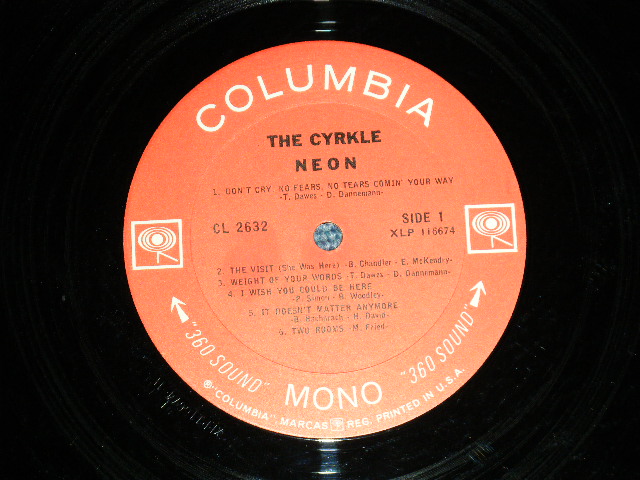 COLUMBIA
THE CYRKLE
NEON
1. DON'T CRY, NO FEARS, NO TEARS COMIN' YOUR WAY
-T. Dawes -D. Dannemann-
CL 2632
SIDE 1
XLP 116674
2. THE VISIT (She Was Here) -B. Chandler - E. McKendry-
3. WEIGHT OF YOUR WORDS -T. Dawes - D. Dannemann-
4. I WISH YOU COULD BE HERE
-P. Simon - B. Woodley-
5. IT DOESN'T MATTER ANYMORE
-B. Bacharach - H. David-
6. TWO ROOMS -M. Fried-
"360 SOUND"
MONO
"360 SOUND"
® "COLUMBIA", MARCAS REG. PRINTED IN U.S.A.